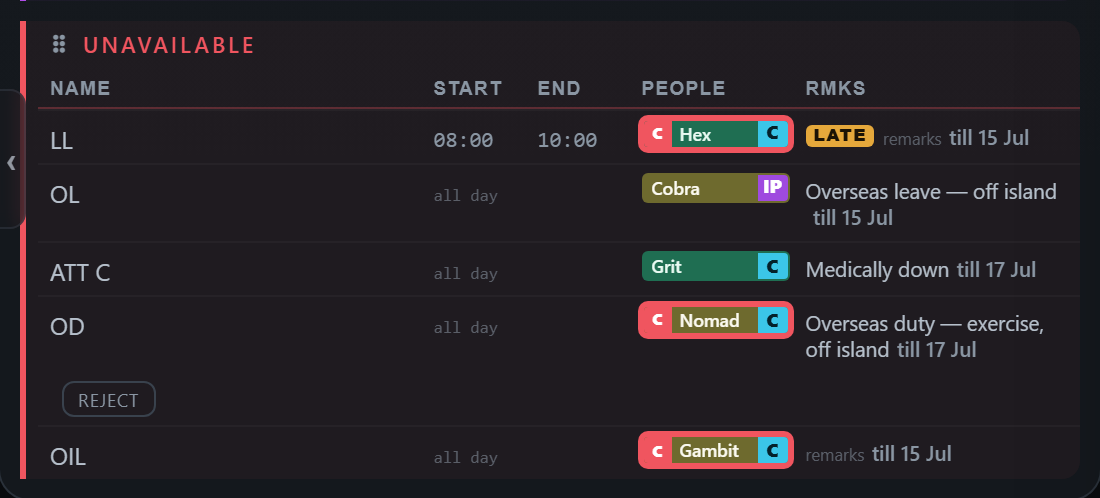 UNAVAILABLE
NAME START END PEOPLE RMKS
LL 08:00 10:00 C Hex C LATE remarks till 15 Jul
OL all day Cobra IP Overseas leave — off island
till 15 Jul
ATT C all day Grit C Medically down till 17 Jul
OD all day C Nomad C Overseas duty — exercise,
off island till 17 Jul
REJECT
OIL all day C Gambit C remarks till 15 Jul